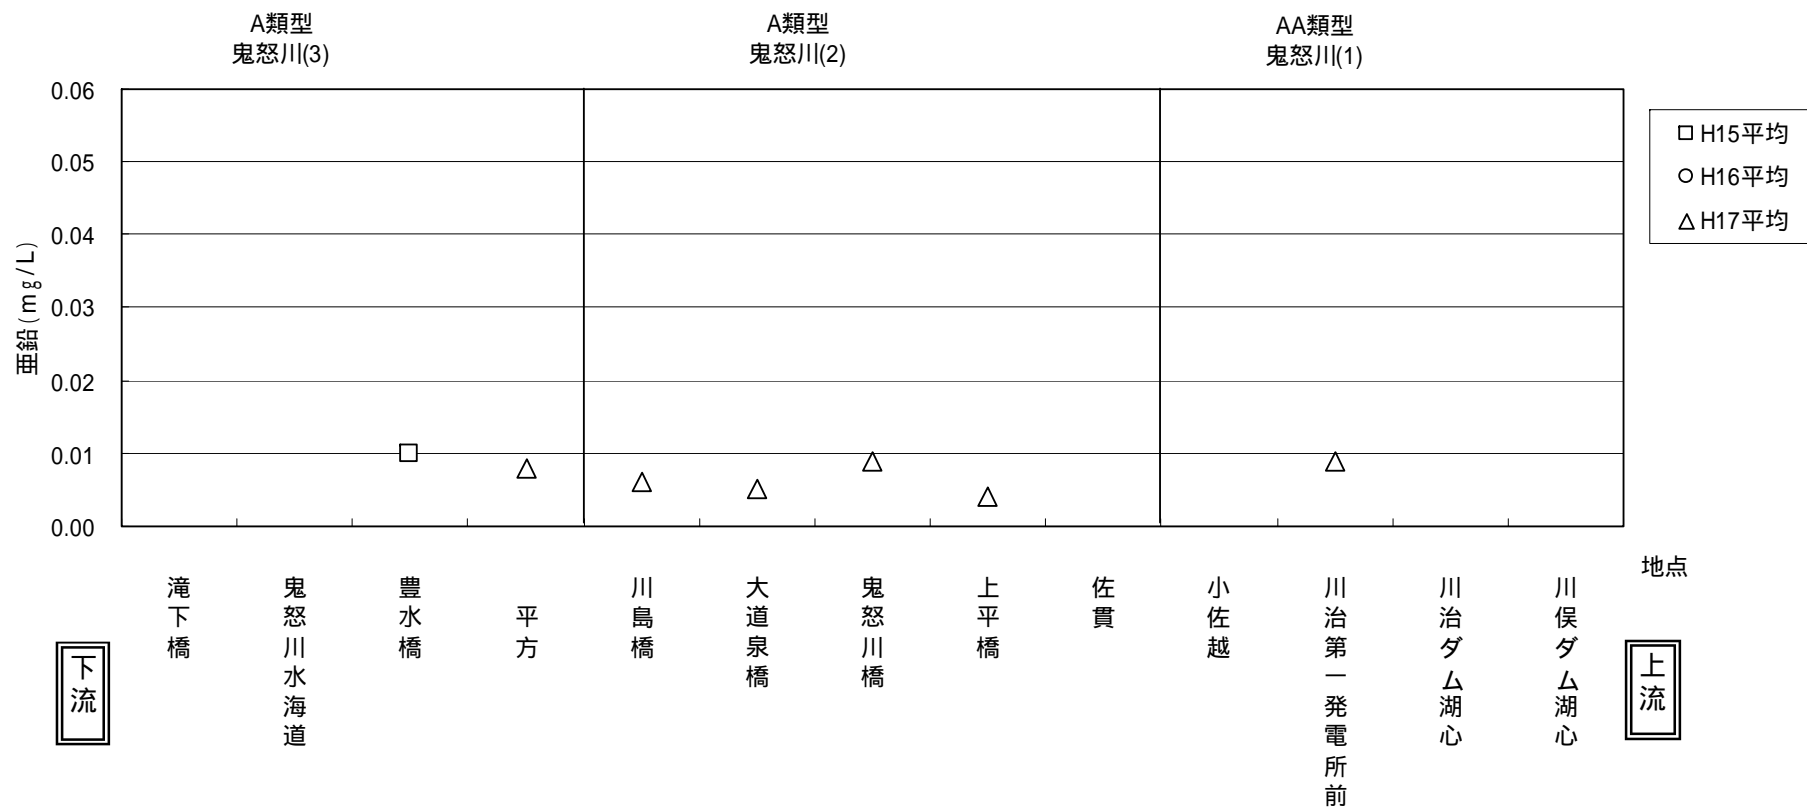 A類型
鬼怒川(3)
A類型
鬼怒川(2)
AA類型
鬼怒川(1)
亜鉛(mg/L)
0.06
0.05
0.04
0.03
0.02
0.01
0.00
H15平均
H16平均
H17平均
滝下橋
鬼怒川水海道
豊水橋
平方
川島橋
大道泉橋
鬼怒川橋
上平橋
佐貫
小佐越
川治第一発電所前
川治ダム湖心
川俣ダム湖心
地点
下流
上流